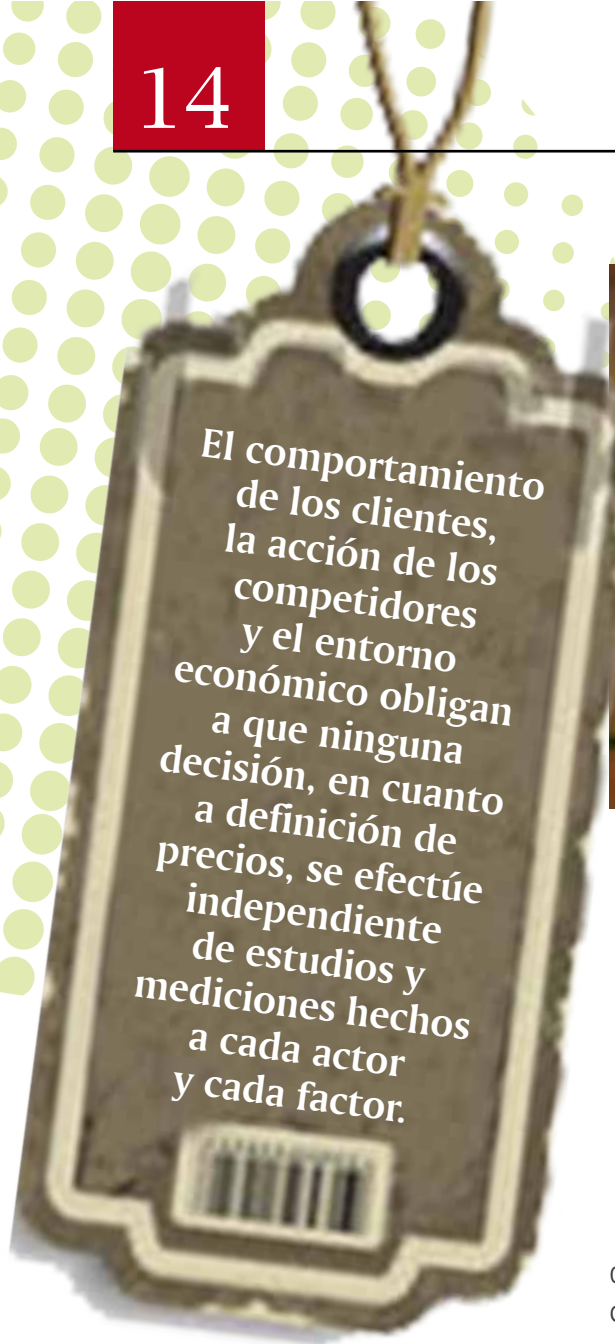 14
El comportamiento
de los clientes,
la acción de los
competidores
y el entorno
económico obligan
a que ninguna
decisión, en cuanto
a definición de
precios, se efectúe
independiente
de estudios y
mediciones hechos
a cada actor
y cada factor.